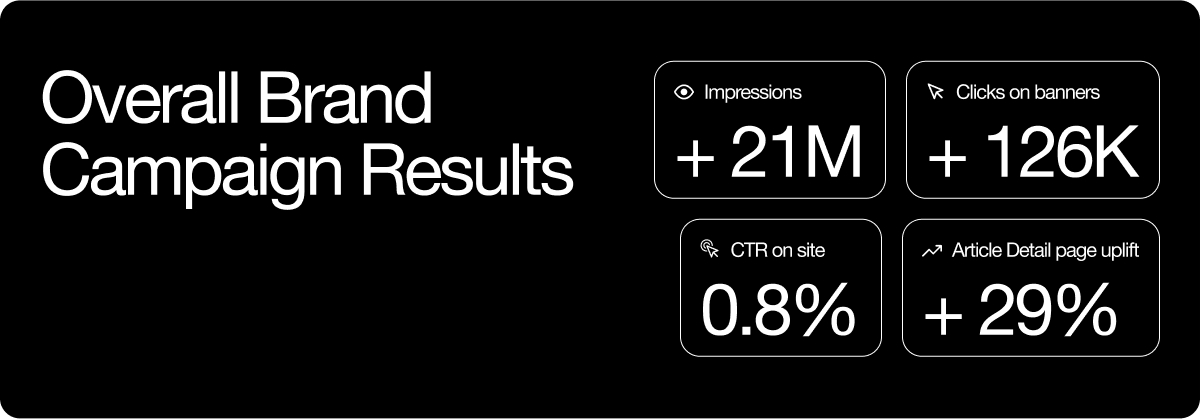 Overall Brand
Campaign Results
Impressions
+ 21M
Clicks on banners
+ 126K
CTR on site
0.8%
Article Detail page uplift
+ 29%